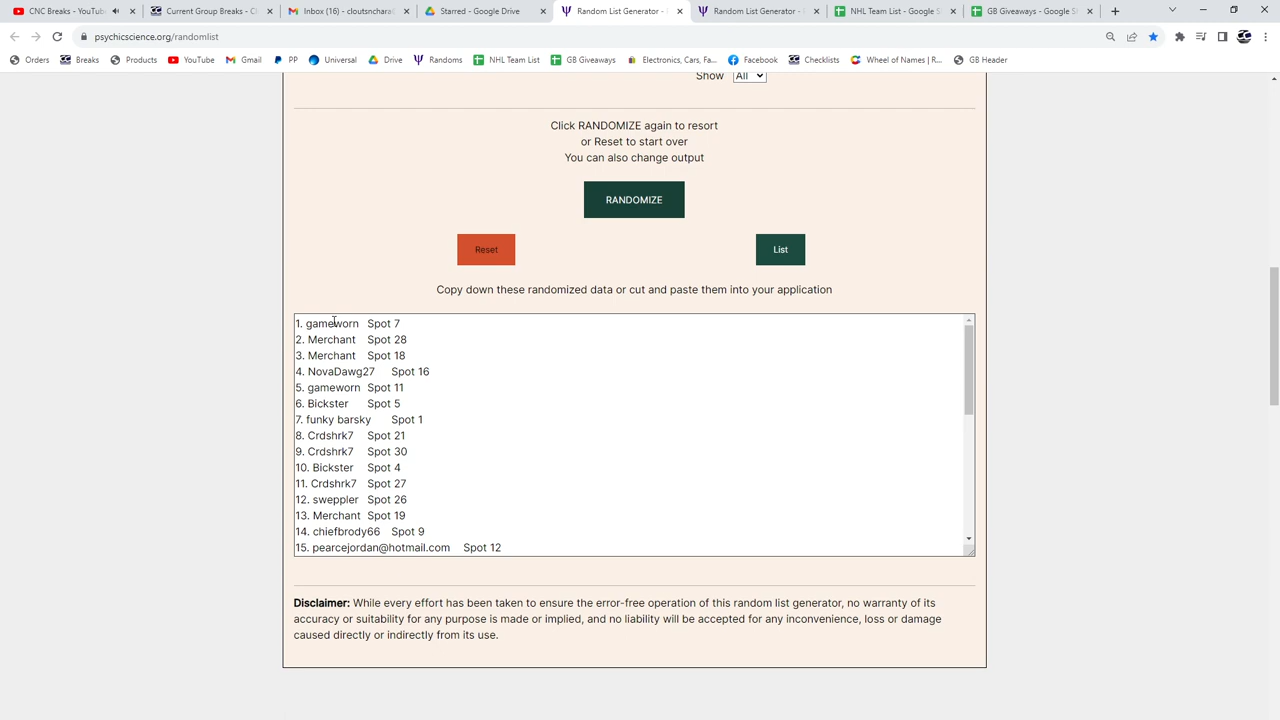 CNC Breaks - YouTub
Current Group Breaks - Cl
Inbox (16) - cloutsnchara
Starred - Google Drive
Random List Generator -
Random List Generator -
NHL Team List - Google S
GB Giveaways - Google S
psychicscience.org/randomlist
Orders
Breaks
Products
YouTube
Gmail
PP
Universal
Drive
Randoms
NHL Team List
GB Giveaways
Electronics, Cars, Fa...
Facebook
Checklists
Wheel of Names | R...
GB Header
Show All
Click RANDOMIZE again to resort
or Reset to start over
You can also change output
RANDOMIZE
Reset
List
Copy down these randomized data or cut and paste them into your application
1. gameworn Spot 7
2. Merchant Spot 28
3. Merchant Spot 18
4. NovaDawg27 Spot 16
5. gameworn Spot 11
6. Bickster Spot 5
7. funky barsky Spot 1
8. Crdshrk7 Spot 21
9. Crdshrk7 Spot 30
10. Bickster Spot 4
11. Crdshrk7 Spot 27
12. sweppler Spot 26
13. Merchant Spot 19
14. chiefbrody66 Spot 9
15. pearcejordan@hotmail.com Spot 12
Disclaimer: While every effort has been taken to ensure the error-free operation of this random list generator, no warranty of its
accuracy or suitability for any purpose is made or implied, and no liability will be accepted for any inconvenience, loss or damage
caused directly or indirectly from its use.